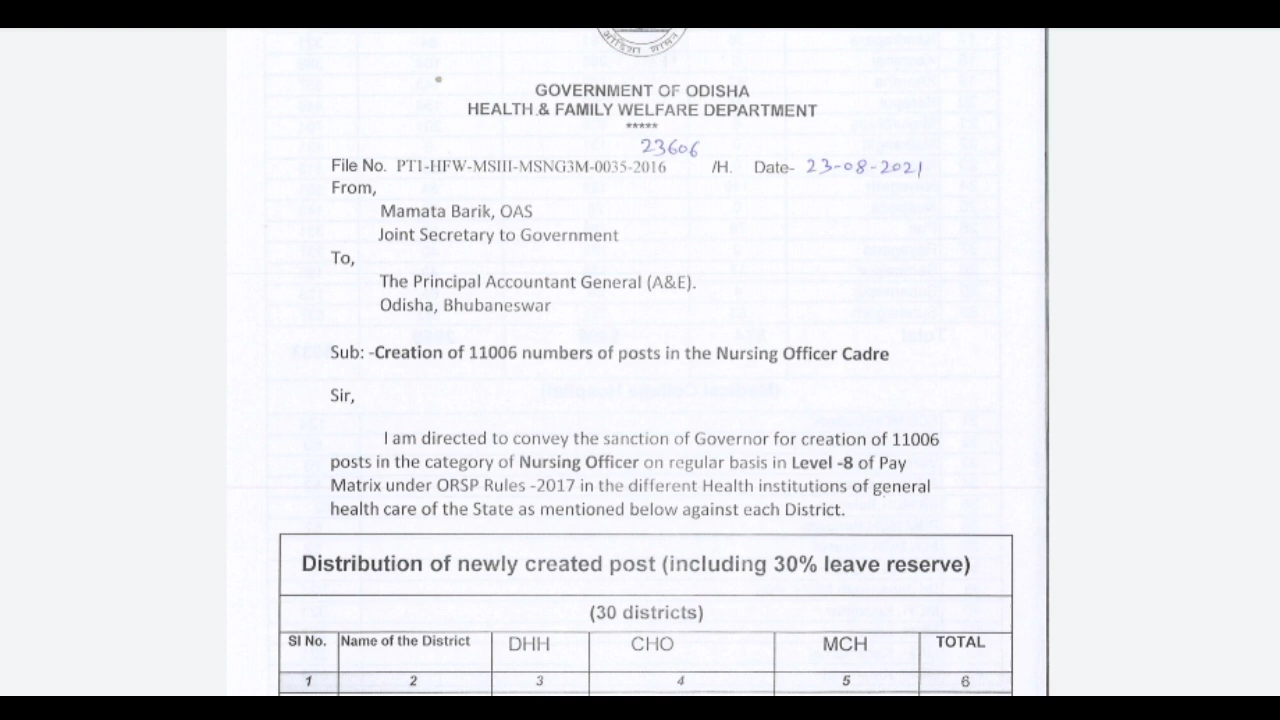 ଓଡ଼ିଶା ଶାସନ
GOVERNMENT OF ODISHA
HEALTH & FAMILY WELFARE DEPARTMENT
*****
23606
File No. PT1-HFW-MSIII-MSNG3M-0035-2016 /H. Date- 23-08-2021
From,
Mamata Barik, OAS
Joint Secretary to Government
To,
The Principal Accountant General (A&E).
Odisha, Bhubaneswar
Sub: -Creation of 11006 numbers of posts in the Nursing Officer Cadre
Sir,
I am directed to convey the sanction of Governor for creation of 11006
posts in the category of Nursing Officer on regular basis in Level -8 of Pay
Matrix under ORSP Rules -2017 in the different Health institutions of general
health care of the State as mentioned below against each District.
Distribution of newly created post (including 30% leave reserve)
(30 districts)
SI No. Name of the District DHH CHO MCH TOTAL
1 2 3 4 5 6